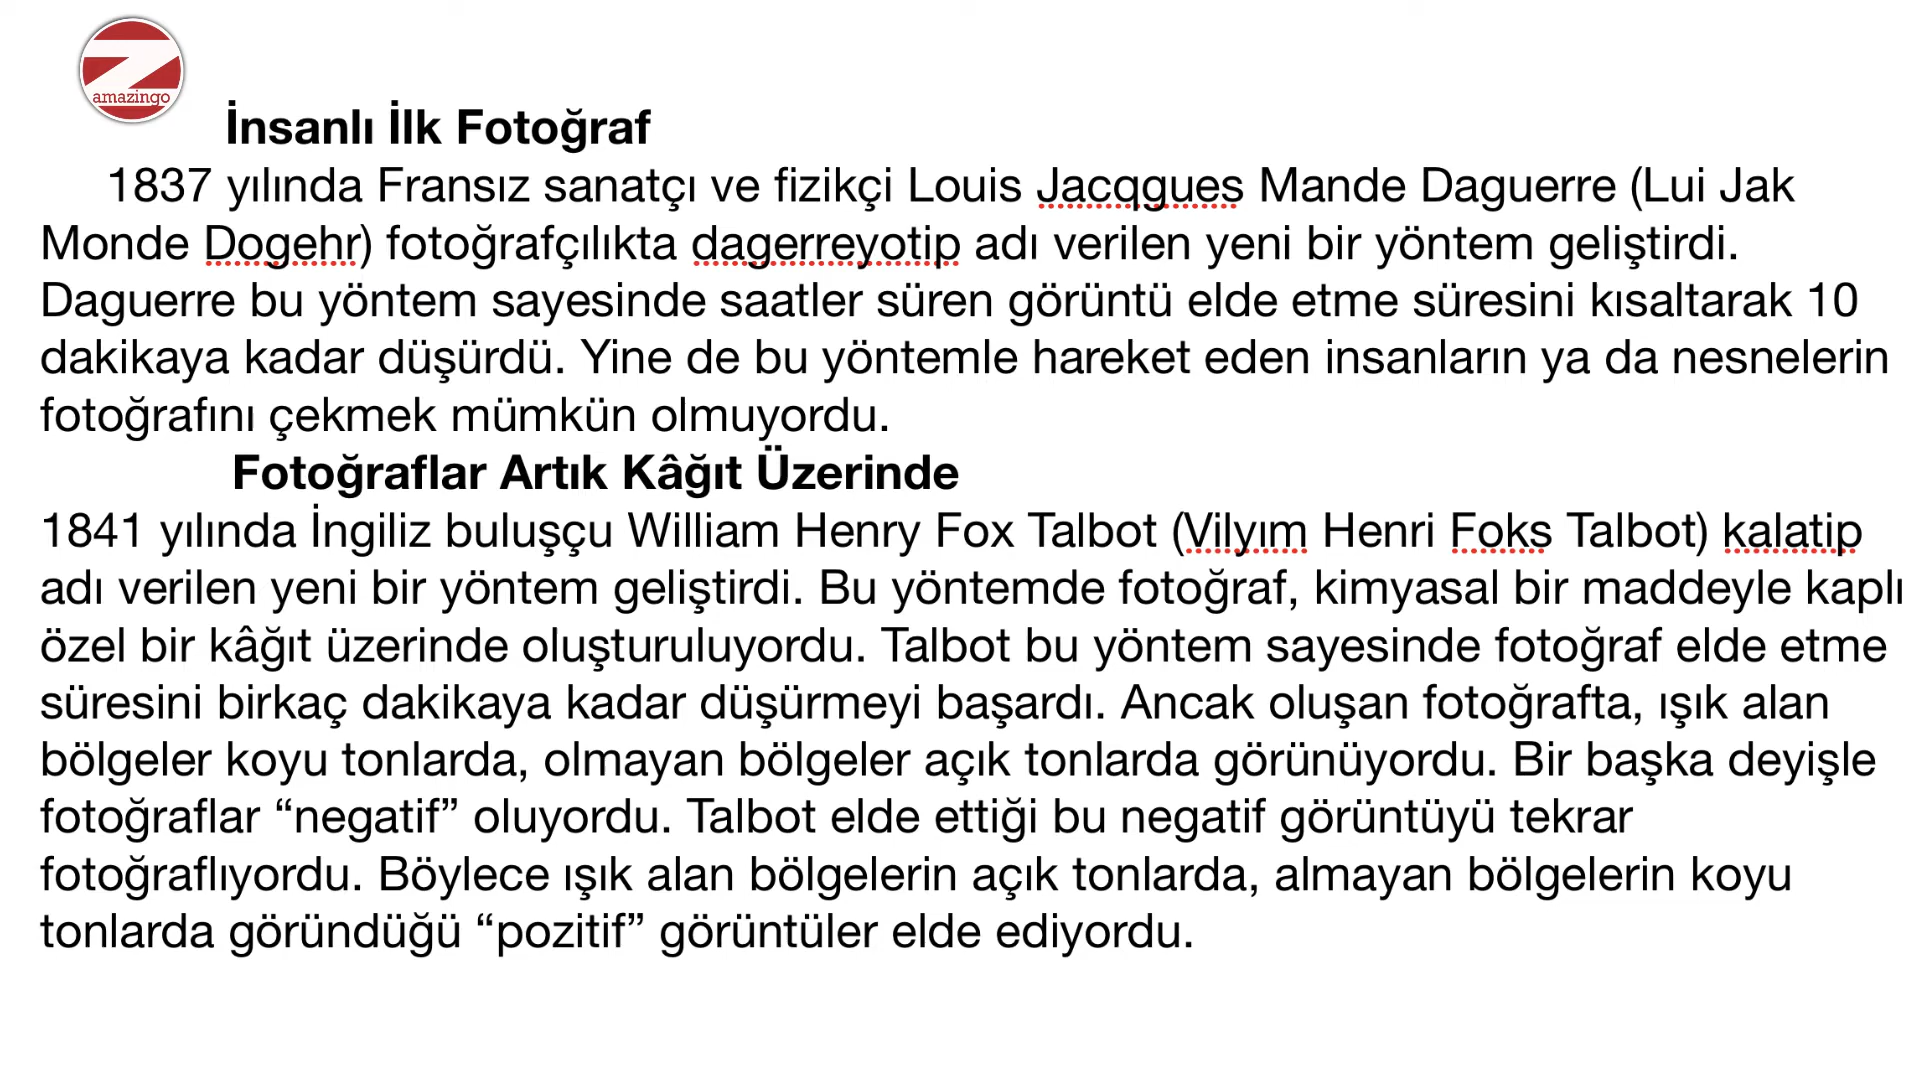 amazingo
İnsanlı İlk Fotoğraf
1837 yılında Fransız sanatçı ve fizikçi Louis Jacqgues Mande Daguerre (Lui Jak
Monde Dogehr) fotoğrafçılıkta dagerreyotip adı verilen yeni bir yöntem geliştirdi.
Daguerre bu yöntem sayesinde saatler süren görüntü elde etme süresini kısaltarak 10
dakikaya kadar düşürdü. Yine de bu yöntemle hareket eden insanların ya da nesnelerin
fotoğrafını çekmek mümkün olmuyordu.
Fotoğraflar Artık Kâğıt Üzerinde
1841 yılında İngiliz buluşçu William Henry Fox Talbot (Vilyım Henri Foks Talbot) kalatip
adı verilen yeni bir yöntem geliştirdi. Bu yöntemde fotoğraf, kimyasal bir maddeyle kaplı
özel bir kâğıt üzerinde oluşturuluyordu. Talbot bu yöntem sayesinde fotoğraf elde etme
süresini birkaç dakikaya kadar düşürmeyi başardı. Ancak oluşan fotoğrafta, ışık alan
bölgeler koyu tonlarda, olmayan bölgeler açık tonlarda görünüyordu. Bir başka deyişle
fotoğraflar “negatif” oluyordu. Talbot elde ettiği bu negatif görüntüyü tekrar
fotoğraflıyordu. Böylece ışık alan bölgelerin açık tonlarda, almayan bölgelerin koyu
tonlarda göründüğü “pozitif” görüntüler elde ediyordu.